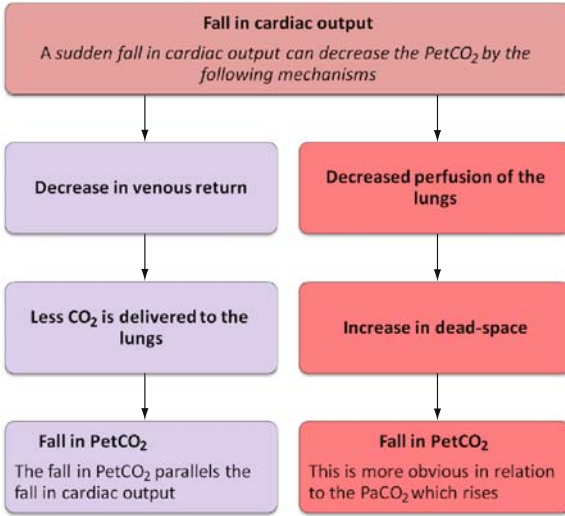 Fall in cardiac output
A sudden fall in cardiac output can decrease the PetCO₂ by the
following mechanisms
Decrease in venous return
Less CO₂ is delivered to the
lungs
Fall in PetCO₂
The fall in PetCO₂ parallels the
fall in cardiac output
Decreased perfusion of the
lungs
Increase in dead-space
Fall in PetCO₂
This is more obvious in relation
to the PaCO₂ which rises